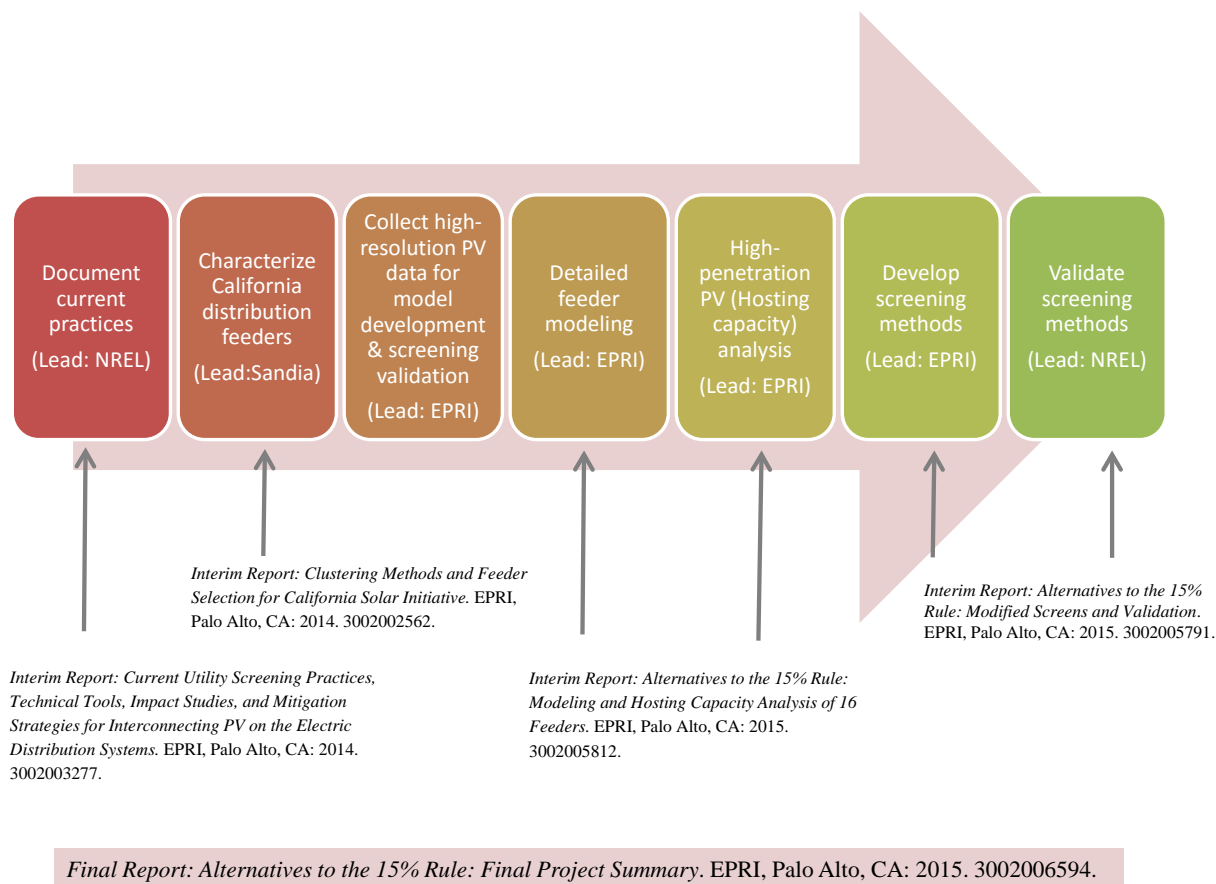 Document
current
practices
(Lead: NREL)
Characterize
California
distribution
feeders
(Lead:Sandia)
Collect high-
resolution PV
data for
model
development
& screening
validation
(Lead: EPRI)
Detailed
feeder
modeling
(Lead: EPRI)
High-
penetration
PV (Hosting
capacity)
analysis
(Lead: EPRI)
Develop
screening
methods
(Lead: EPRI)
Validate
screening
methods
(Lead: NREL)
Interim Report: Clustering Methods and Feeder
Selection for California Solar Initiative. EPRI,
Palo Alto, CA: 2014. 3002002562.
Interim Report: Alternatives to the 15%
Rule: Modified Screens and Validation.
EPRI, Palo Alto, CA: 2015. 3002005791.
Interim Report: Current Utility Screening Practices,
Technical Tools, Impact Studies, and Mitigation
Strategies for Interconnecting PV on the Electric
Distribution Systems. EPRI, Palo Alto, CA: 2014.
3002003277.
Interim Report: Alternatives to the 15% Rule:
Modeling and Hosting Capacity Analysis of 16
Feeders. EPRI, Palo Alto, CA: 2015.
3002005812.
Final Report: Alternatives to the 15% Rule: Final Project Summary. EPRI, Palo Alto, CA: 2015. 3002006594.